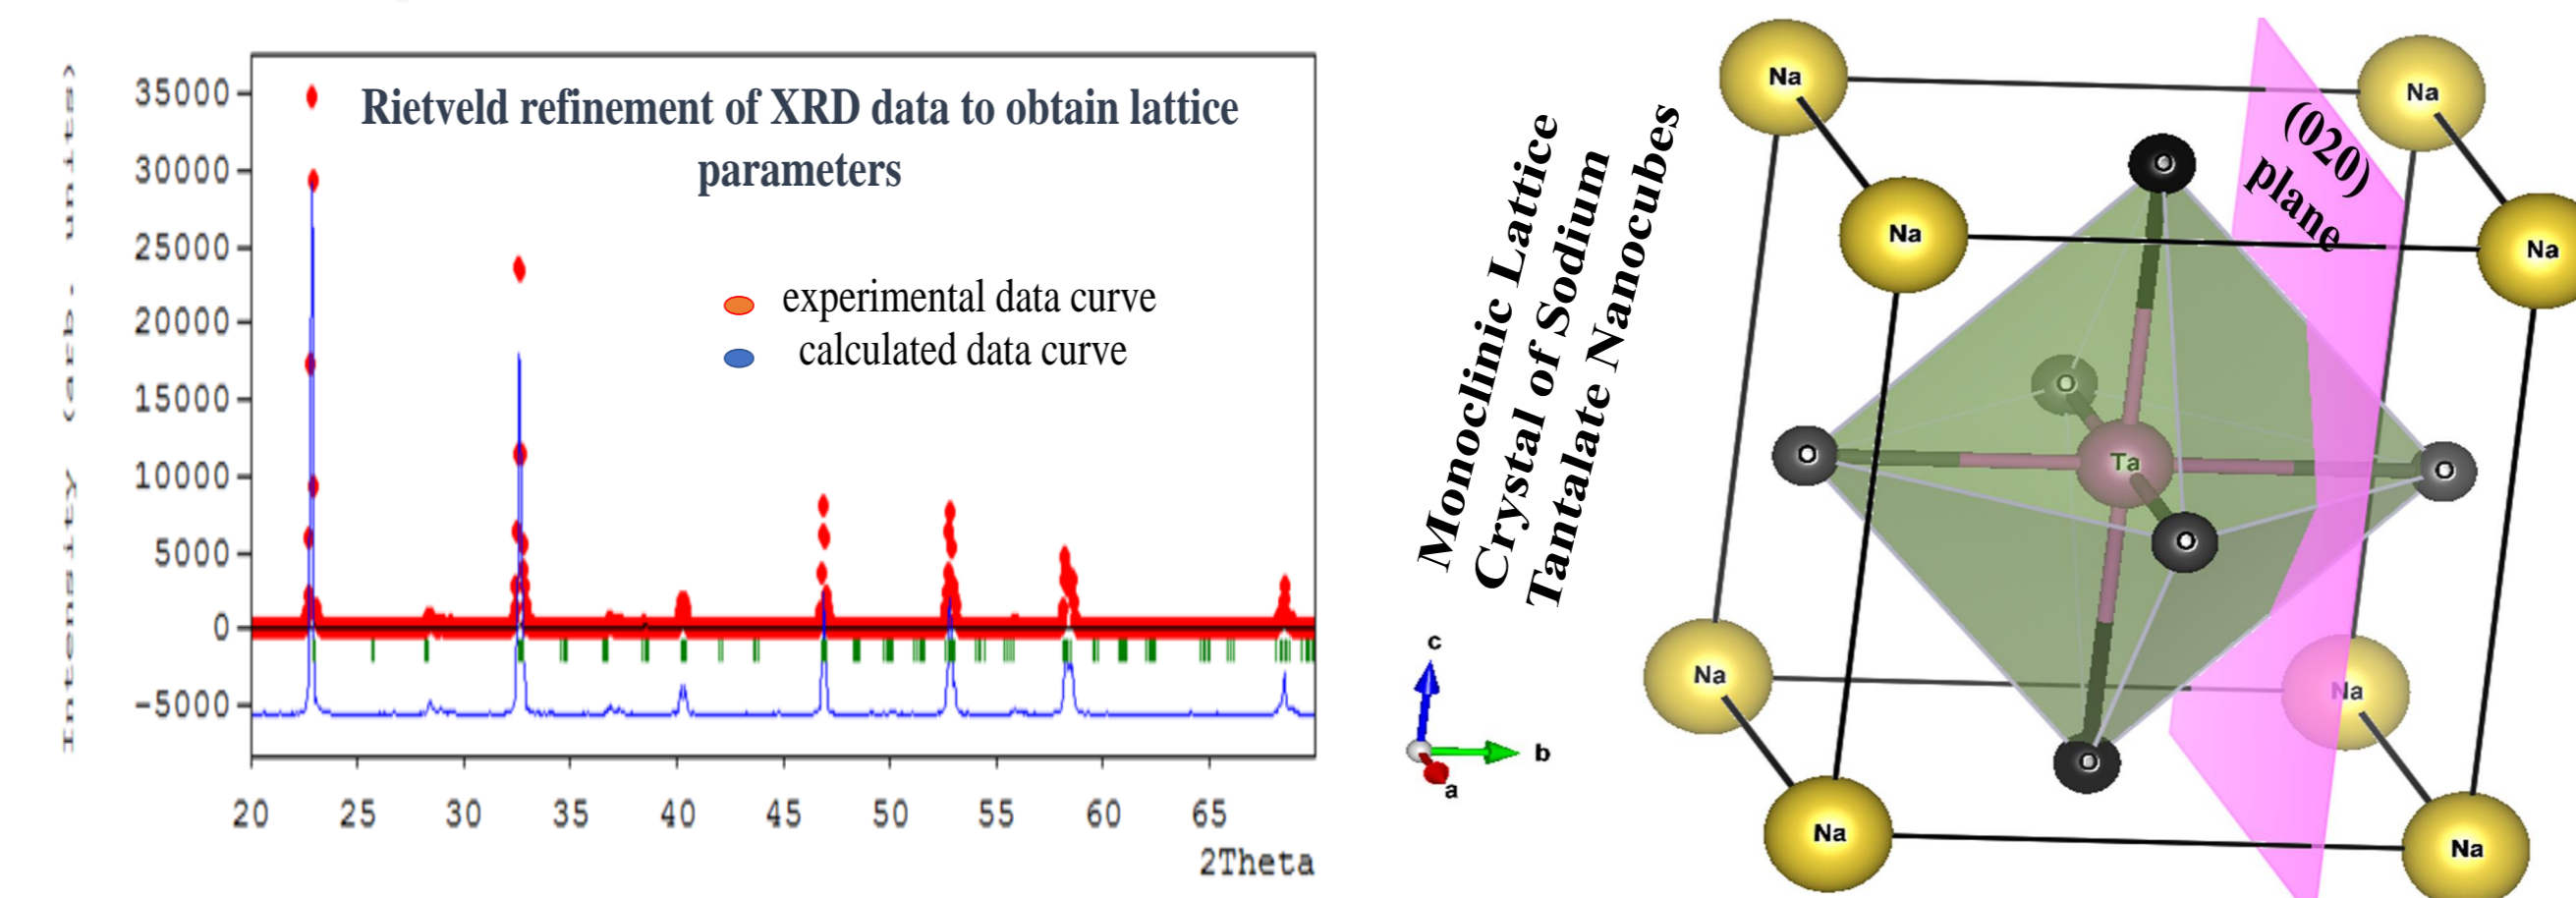 Rietveld refinement of XRD data to obtain lattice
parameters
experimental data curve
calculated data curve
Intensity (arb. units)
35000
30000
25000
20000
15000
10000
5000
0
-5000
20 25 30 35 40 45 50 55 60 65
2Theta
Monoclinic Lattice
Crystal of Sodium
Tantalate Nanocubes
c
b
a
Na
Na
Na
Na
(020)
plane
O
O
O
Ta
O
O
O
Na
Na
Na
Na